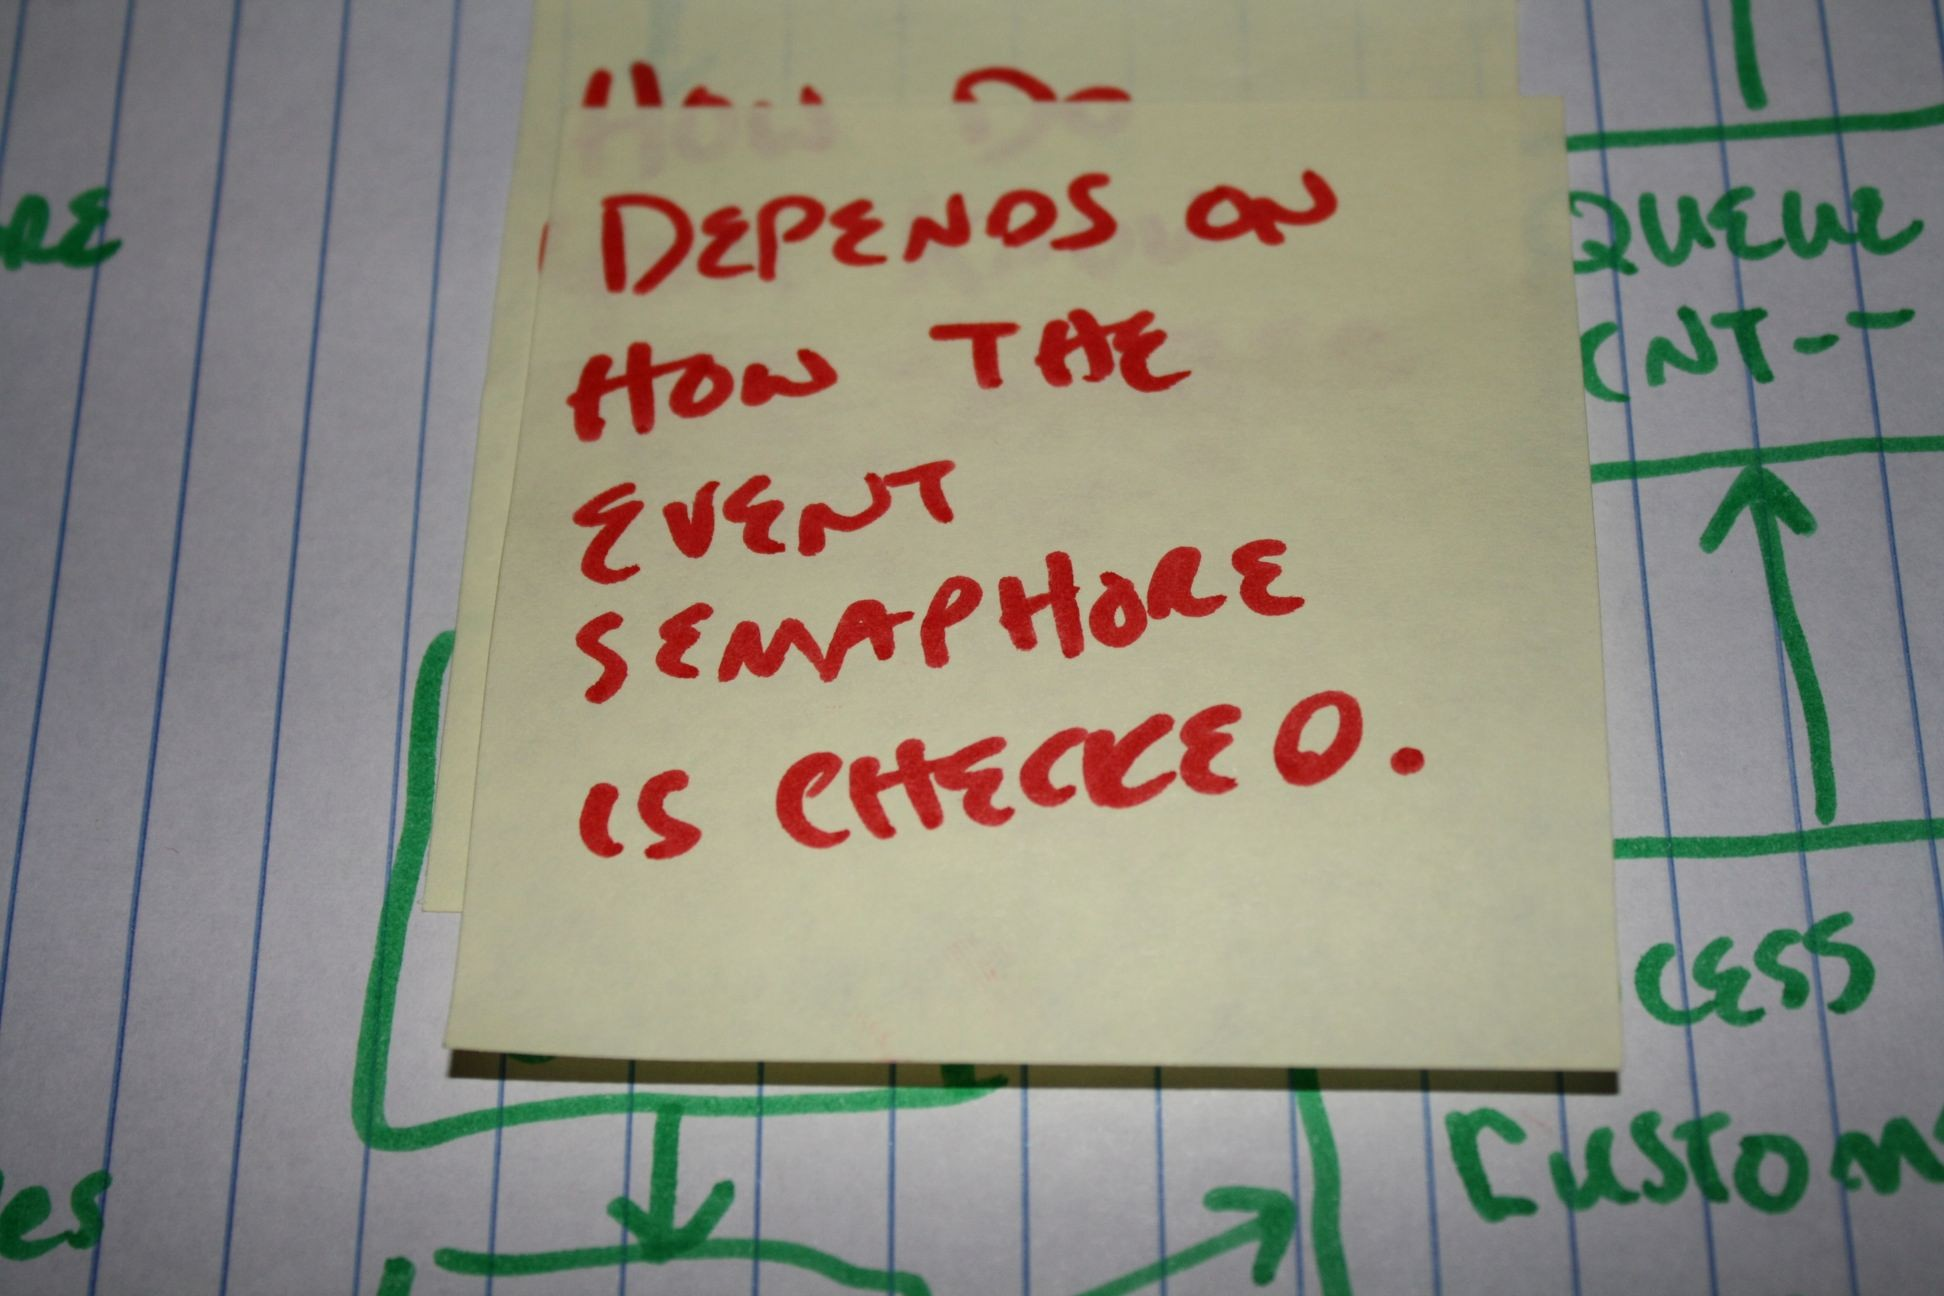 How Do
DEPENDS ON
HOW THE
EVENT
SEMAPHORE
IS CHECKED.
RE
QUEUE
CNT--
CESS
CUSTOM
es